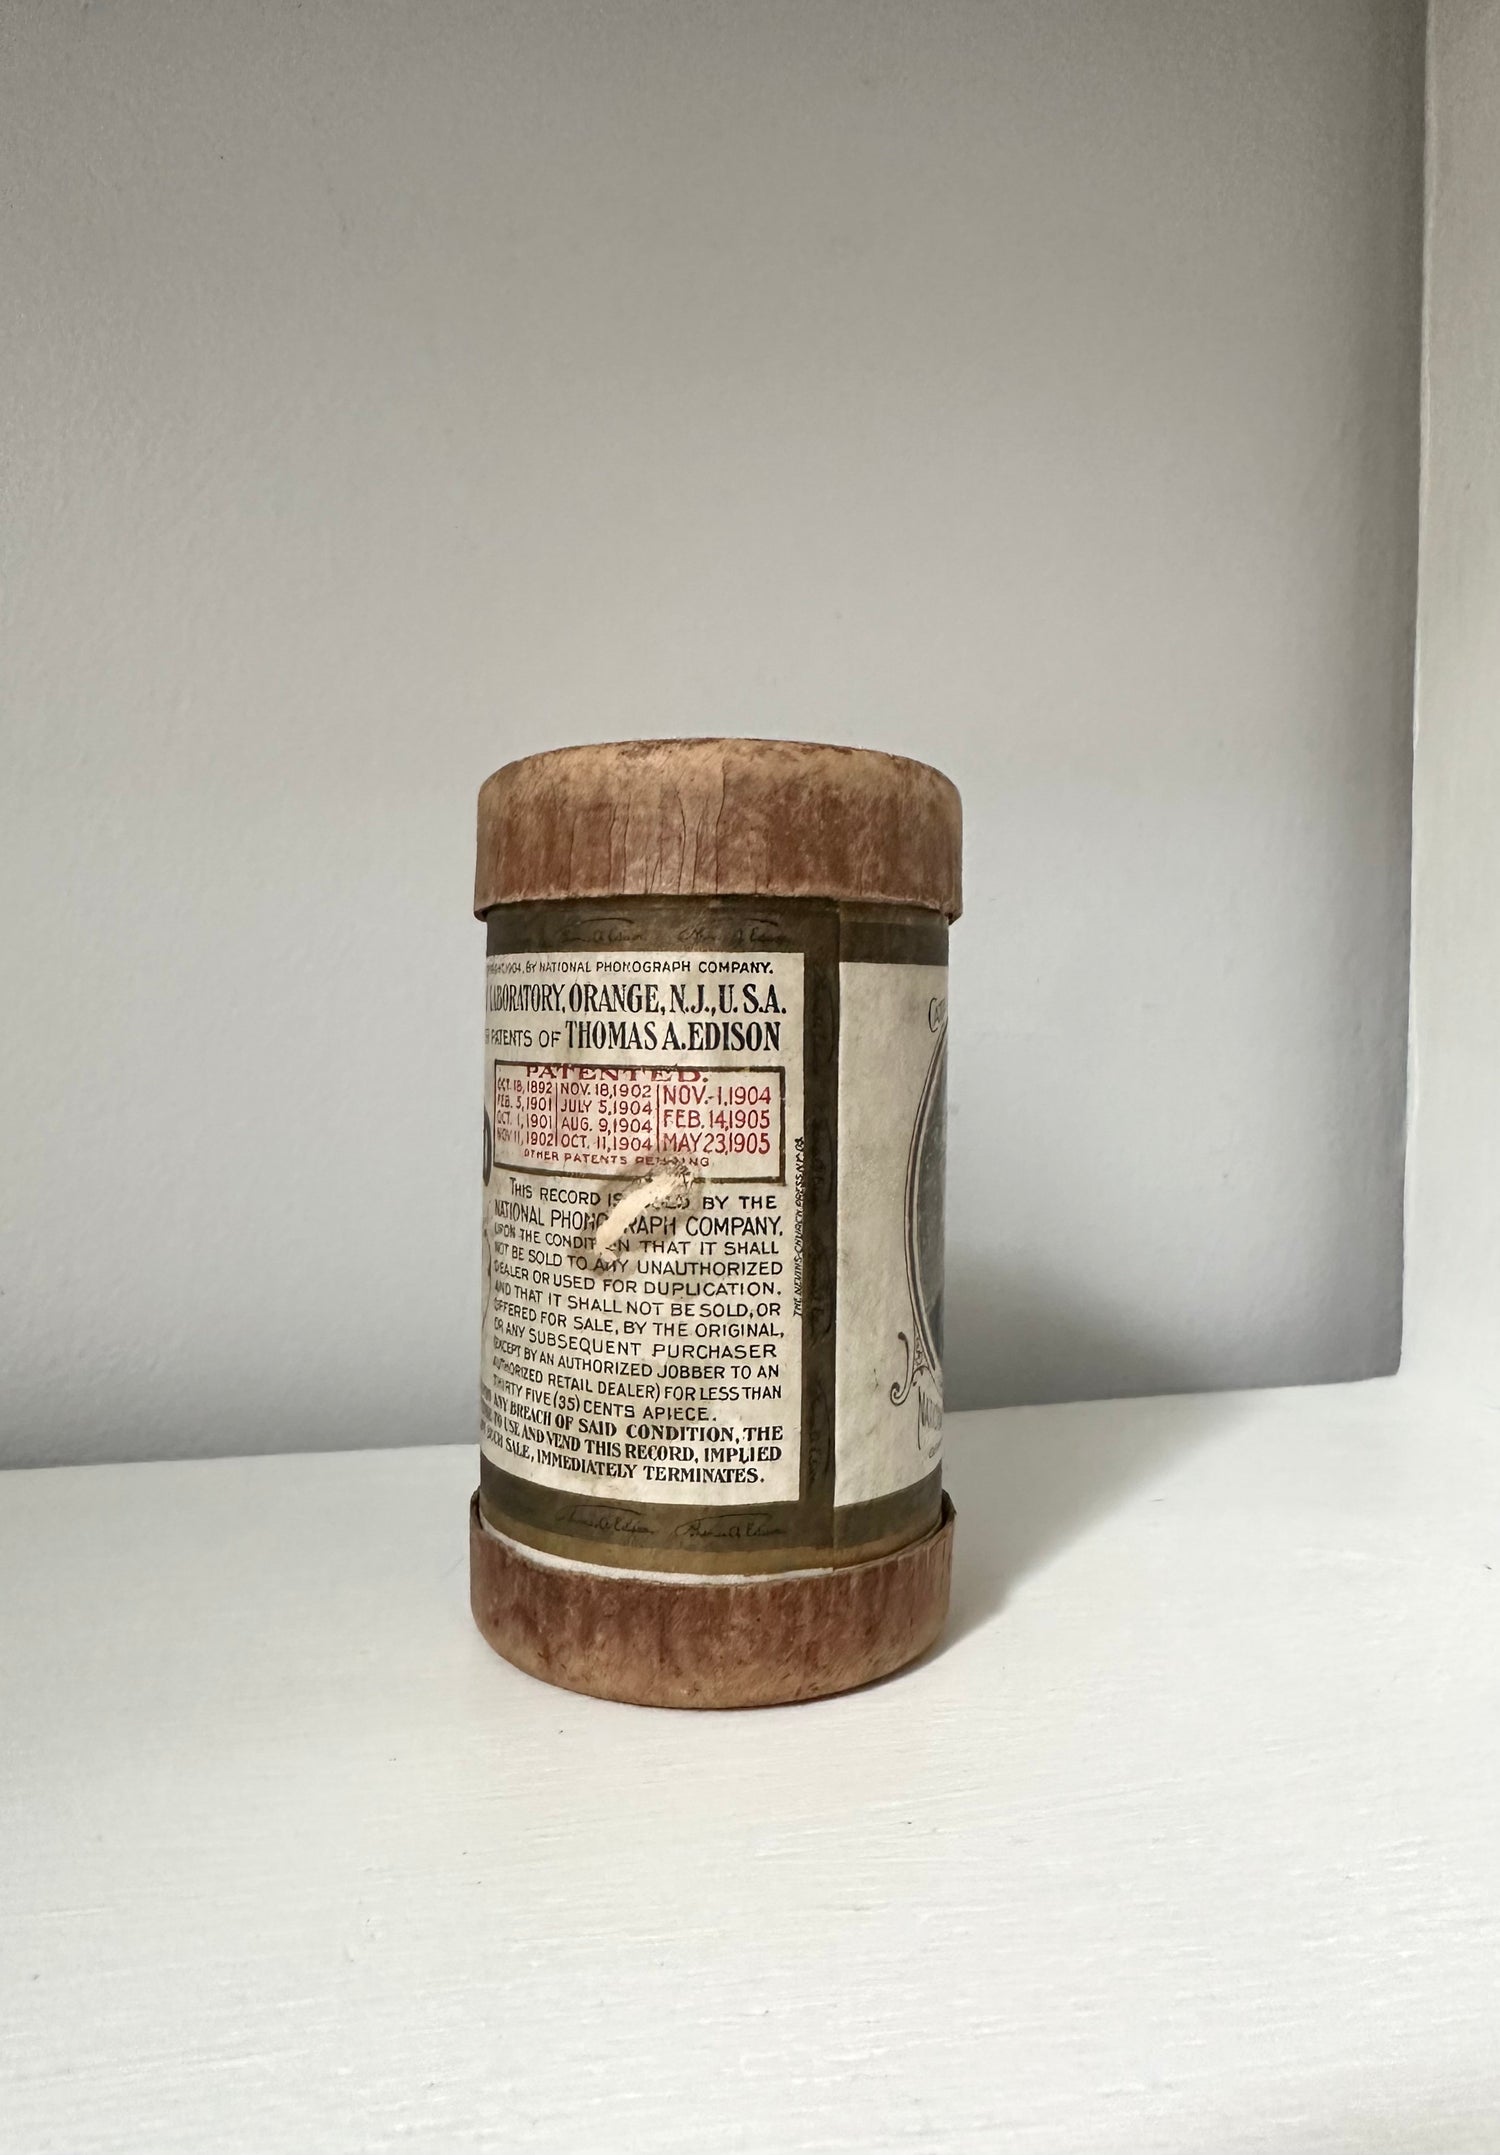 1904, BY NATIONAL PHONOGRAPH COMPANY.
LABORATORY, ORANGE, N.J., U.S.A.
PATENTS OF THOMAS A. EDISON
PATENTED.
OCT. 18, 1892 NOV. 18, 1902 NOV. 1, 1904
FEB. 5, 1901 JULY 5, 1904 FEB. 14, 1905
OCT. 1, 1901 AUG. 9, 1904 MAY 23, 1905
NOV. 11, 1902 OCT. 11, 1904
OTHER PATENTS PENDING
THIS RECORD IS BY THE
NATIONAL PHONOGRAPH COMPANY,
UPON THE CONDITION THAT IT SHALL
NOT BE SOLD TO ANY UNAUTHORIZED
DEALER OR USED FOR DUPLICATION,
AND THAT IT SHALL NOT BE SOLD, OR
OFFERED FOR SALE, BY THE ORIGINAL,
OR ANY SUBSEQUENT PURCHASER
(EXCEPT BY AN AUTHORIZED JOBBER TO AN
AUTHORIZED RETAIL DEALER) FOR LESS THAN
THIRTY FIVE (35) CENTS APIECE.
ANY BREACH OF SAID CONDITION, THE
TO USE AND VEND THIS RECORD, IMPLIED
SUCH SALE, IMMEDIATELY TERMINATES.
Thomas A Edison Thomas A Edison